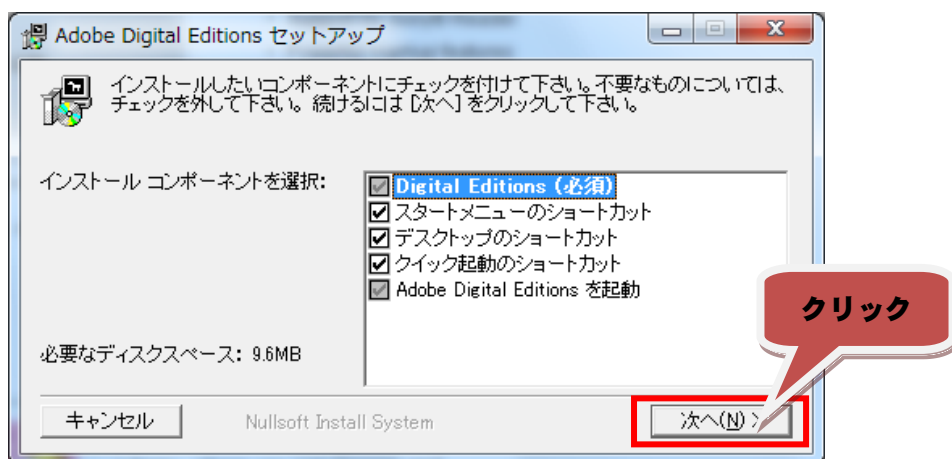 Adobe Digital Editions セットアップ
インストールしたいコンポーネントにチェックを付けて下さい。不要なものについては、
チェックを外して下さい。続けるには [次へ] をクリックして下さい。
インストール コンポーネントを選択:
Digital Editions (必須)
スタートメニューのショートカット
デスクトップのショートカット
クイック起動のショートカット
Adobe Digital Editions を起動
クリック
必要なディスクスペース: 9.6MB
キャンセル
Nullsoft Install System
次へ(N) >